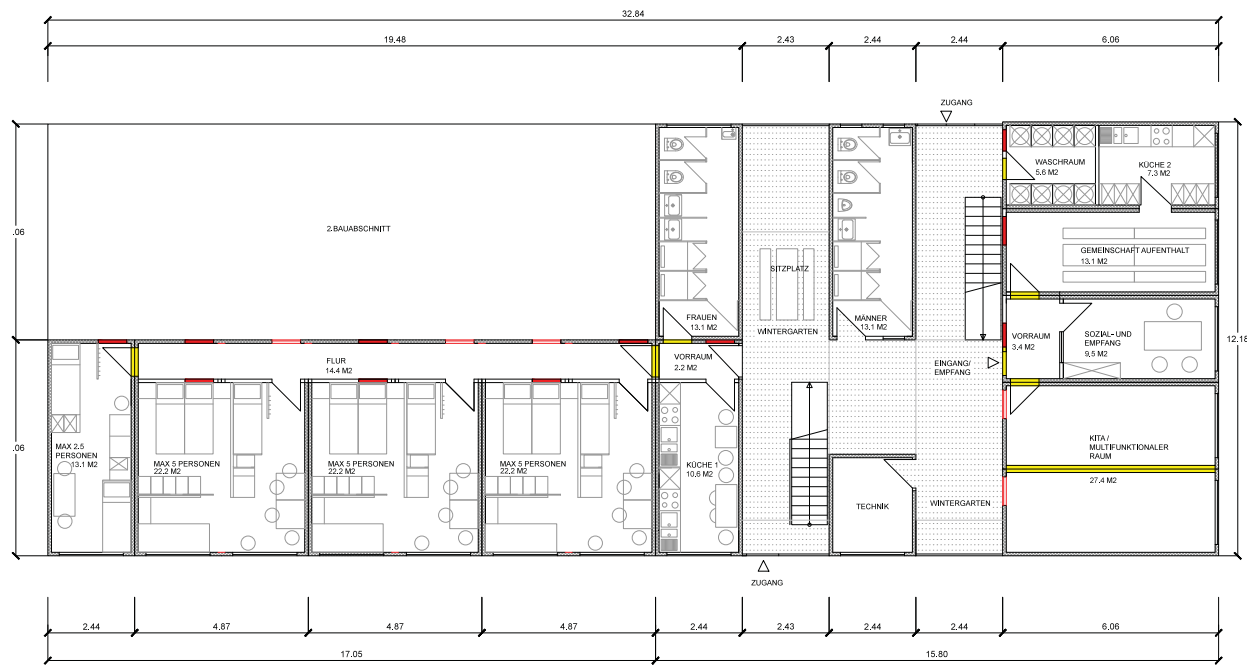 32.84
19.48 2.43 2.44 2.44 6.06
ZUGANG
WASCHRAUM
5.6 M2
KÜCHE 2
7.3 M2
.06
2.BAUABSCHNITT
GEMEINSCHAFT AUFENTHALT
13.1 M2
SITZPLATZ
FRAUEN
13.1 M2
MÄNNER
13,1 M2
WINTERGARTEN
VORRAUM
3.4 M2
SOZIAL- UND
EMPFANG
9,5 M2
12.18
FLUR
14.4 M2
VORRAUM
2.2 M2
EINGANG/
EMPFANG
.06
MAX 2.5
PERSONEN
13.1 M2
MAX 5 PERSONEN
22.2 M2
MAX 5 PERSONEN
22.2 M2
MAX 5 PERSONEN
22,2 M2
KÜCHE 1
10.6 M2
KITA /
MULTIFUNKTIONALER
RAUM
27.4 M2
TECHNIK
WINTERGARTEN
ZUGANG
2.44 4.87 4.87 4.87 2.44 2.43 2.44 2.44 6.06
17.05 15.80